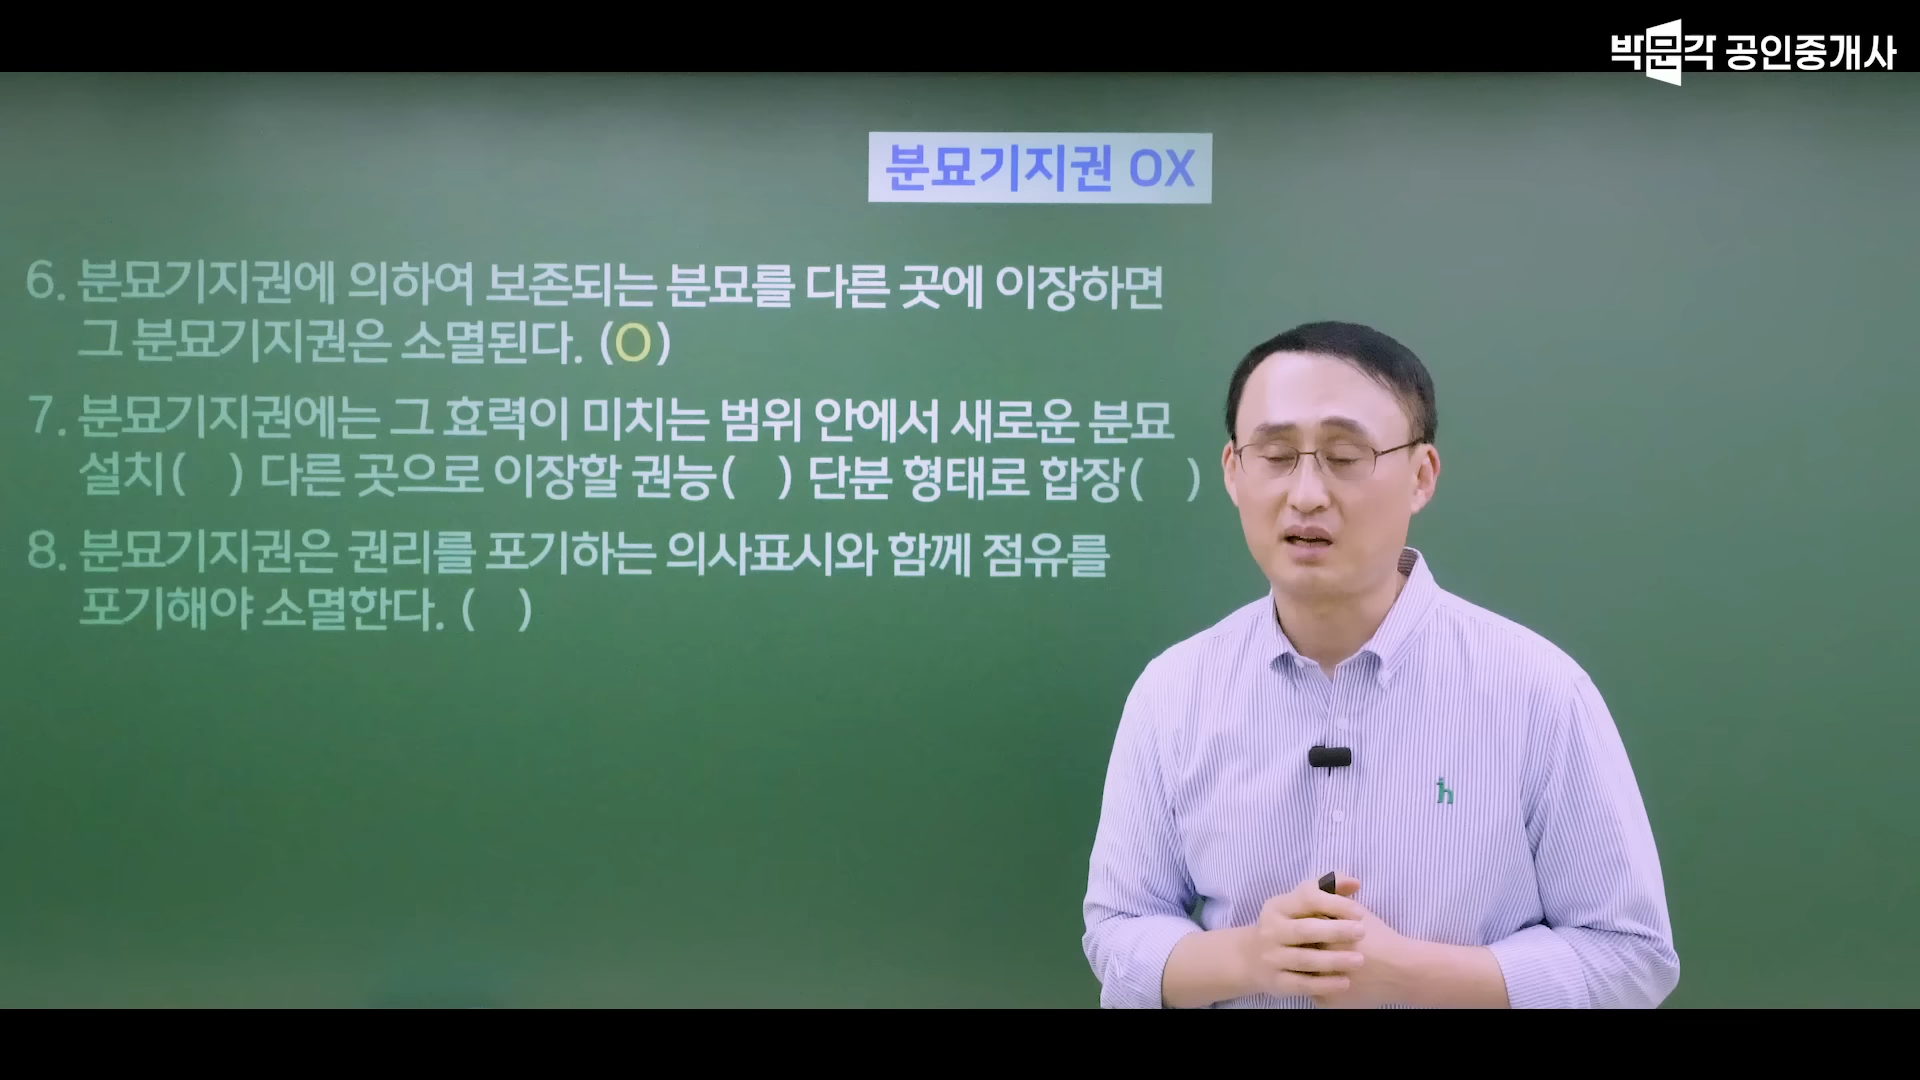 박문각 공인중개사
분묘기지권 OX
6. 분묘기지권에 의하여 보존되는 분묘를 다른 곳에 이장하면
그 분묘기지권은 소멸된다. (O)
7. 분묘기지권에는 그 효력이 미치는 범위 안에서 새로운 분묘
설치( ) 다른 곳으로 이장할 권능( ) 단분 형태로 합장( )
8. 분묘기지권은 권리를 포기하는 의사표시와 함께 점유를
포기해야 소멸한다. ( )
h